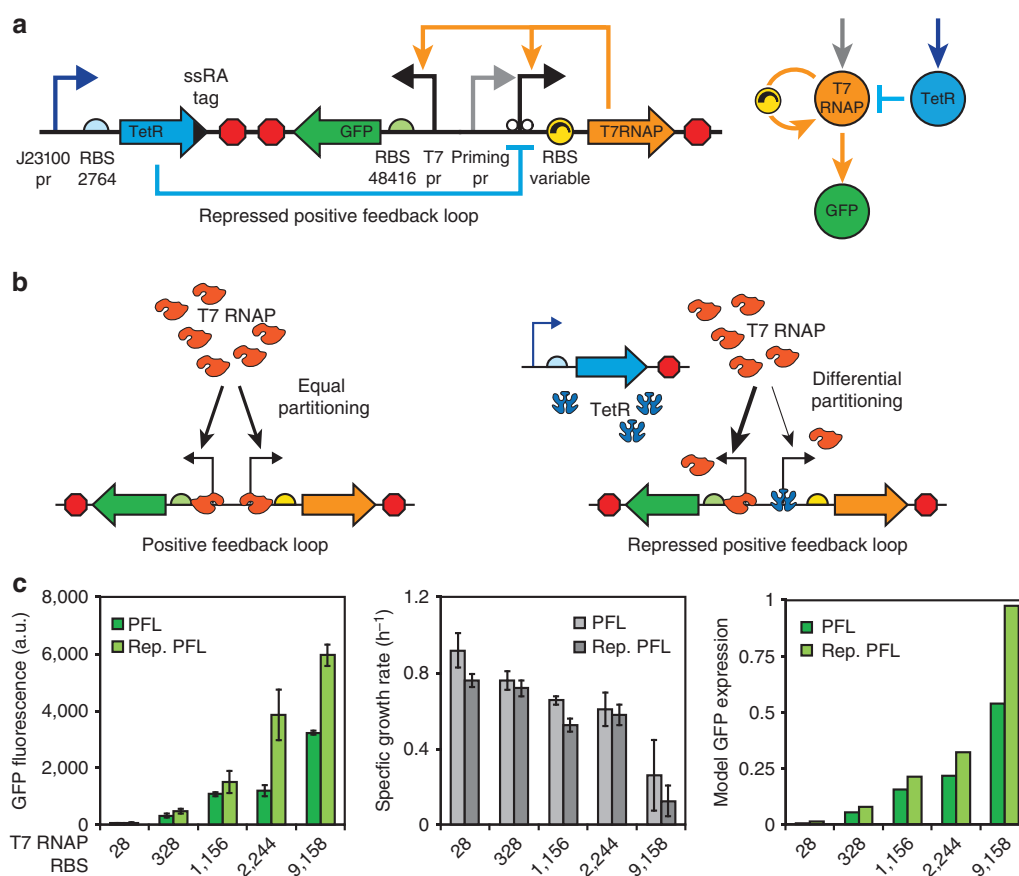 a
ssRA
tag
TetR
GFP
T7RNAP
J23100
pr
RBS
2764
RBS
48416
T7
pr
Priming
pr
RBS
variable
Repressed positive feedback loop
T7
RNAP
TetR
GFP
b
T7 RNAP
Equal
partitioning
Positive feedback loop
TetR
T7 RNAP
Differential
partitioning
Repressed positive feedback loop
c
GFP fluorescence (a.u.)
8,000
6,000
4,000
2,000
0
PFL
Rep. PFL
T7 RNAP
RBS
28
328
1,156
2,244
9,158
Specfic growth rate (h⁻¹)
1.2
0.8
0.4
0
PFL
Rep. PFL
28
328
1,156
2,244
9,158
Model GFP expression
1
0.75
0.5
0.25
0
PFL
Rep. PFL
28
328
1,156
2,244
9,158